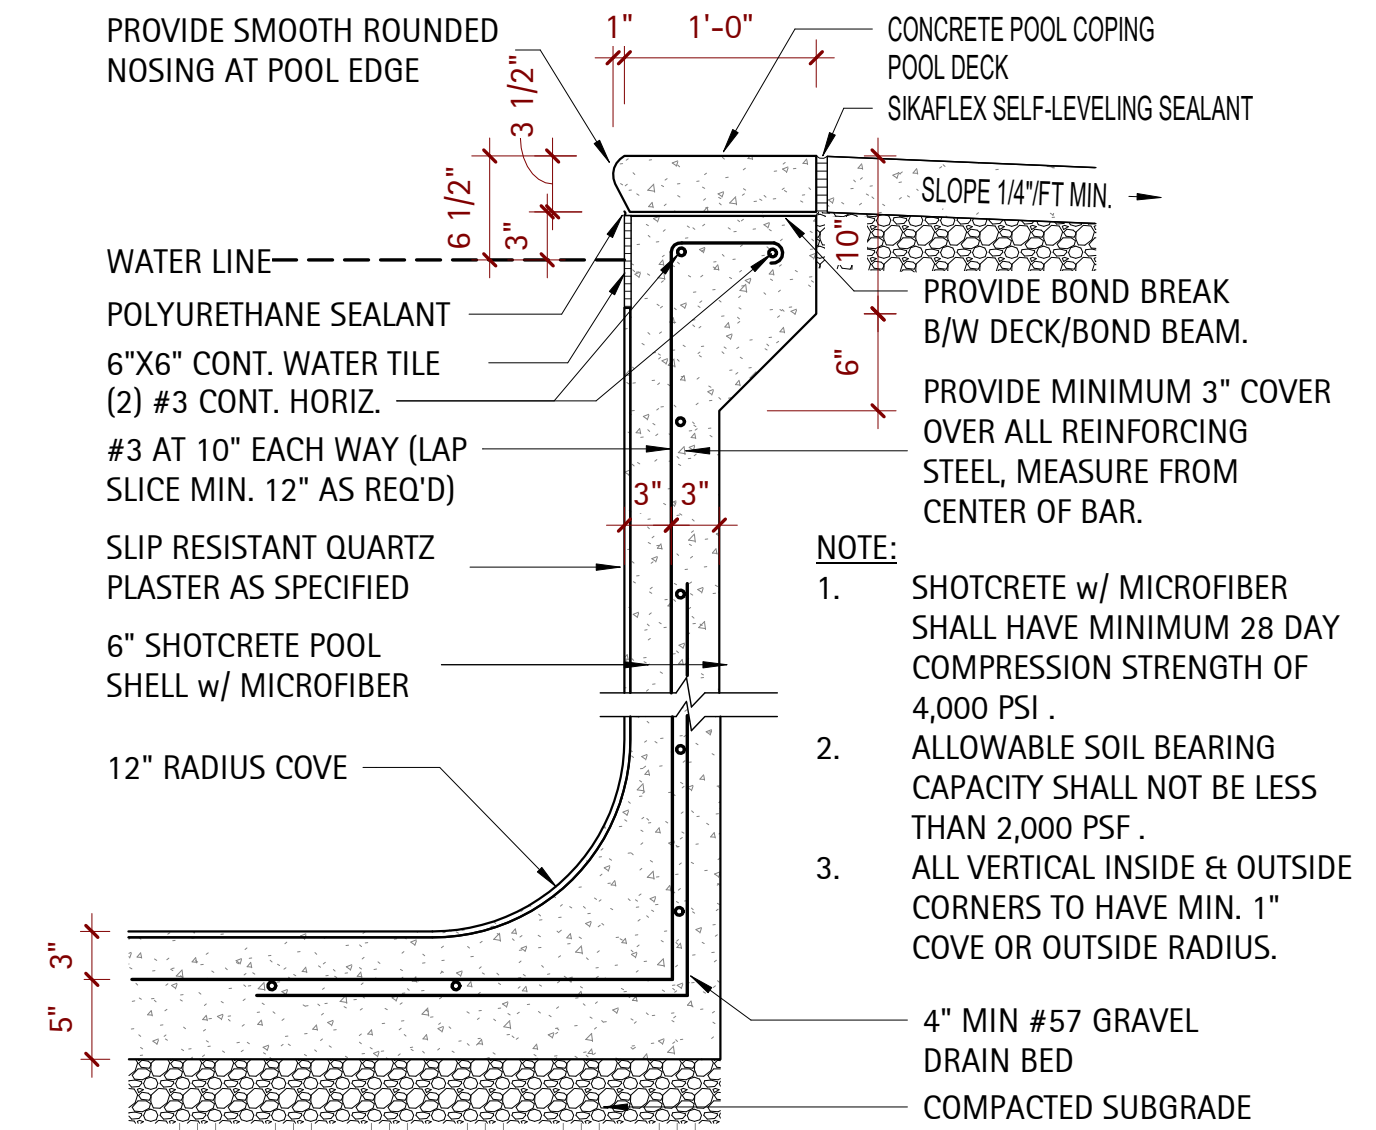 PROVIDE SMOOTH ROUNDED
NOSING AT POOL EDGE
1"
1'-0"
CONCRETE POOL COPING
POOL DECK
SIKAFLEX SELF-LEVELING SEALANT
3 1/2"
6 1/2"
3"
SLOPE 1/4"/FT MIN.
10"
WATER LINE
POLYURETHANE SEALANT
6"X6" CONT. WATER TILE
(2) #3 CONT. HORIZ.
#3 AT 10" EACH WAY (LAP
SLICE MIN. 12" AS REQ'D)
PROVIDE BOND BREAK
B/W DECK/BOND BEAM.
6"
PROVIDE MINIMUM 3" COVER
OVER ALL REINFORCING
STEEL, MEASURE FROM
CENTER OF BAR.
3"
3"
SLIP RESISTANT QUARTZ
PLASTER AS SPECIFIED
6" SHOTCRETE POOL
SHELL w/ MICROFIBER
12" RADIUS COVE
NOTE:
1. SHOTCRETE w/ MICROFIBER
SHALL HAVE MINIMUM 28 DAY
COMPRESSION STRENGTH OF
4,000 PSI .
2. ALLOWABLE SOIL BEARING
CAPACITY SHALL NOT BE LESS
THAN 2,000 PSF .
3. ALL VERTICAL INSIDE & OUTSIDE
CORNERS TO HAVE MIN. 1"
COVE OR OUTSIDE RADIUS.
3"
5"
4" MIN #57 GRAVEL
DRAIN BED
COMPACTED SUBGRADE